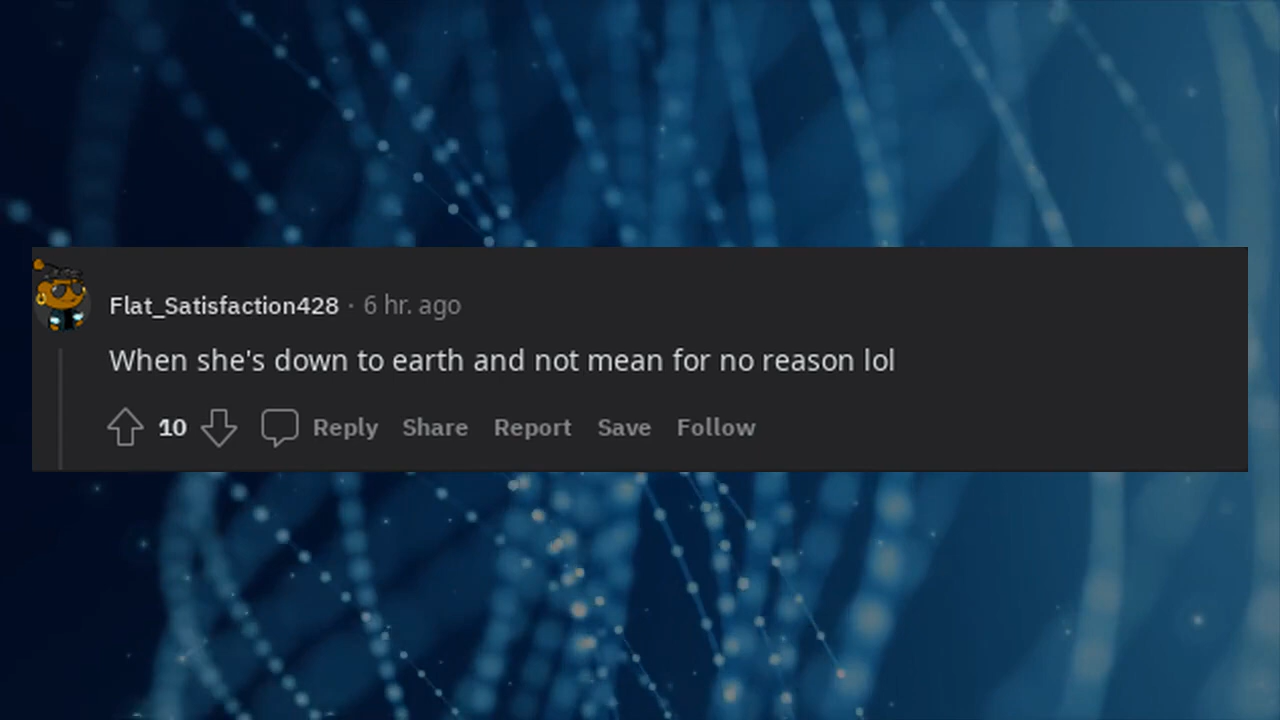 Flat_Satisfaction428 · 6 hr. ago
When she's down to earth and not mean for no reason lol
10 Reply Share Report Save Follow